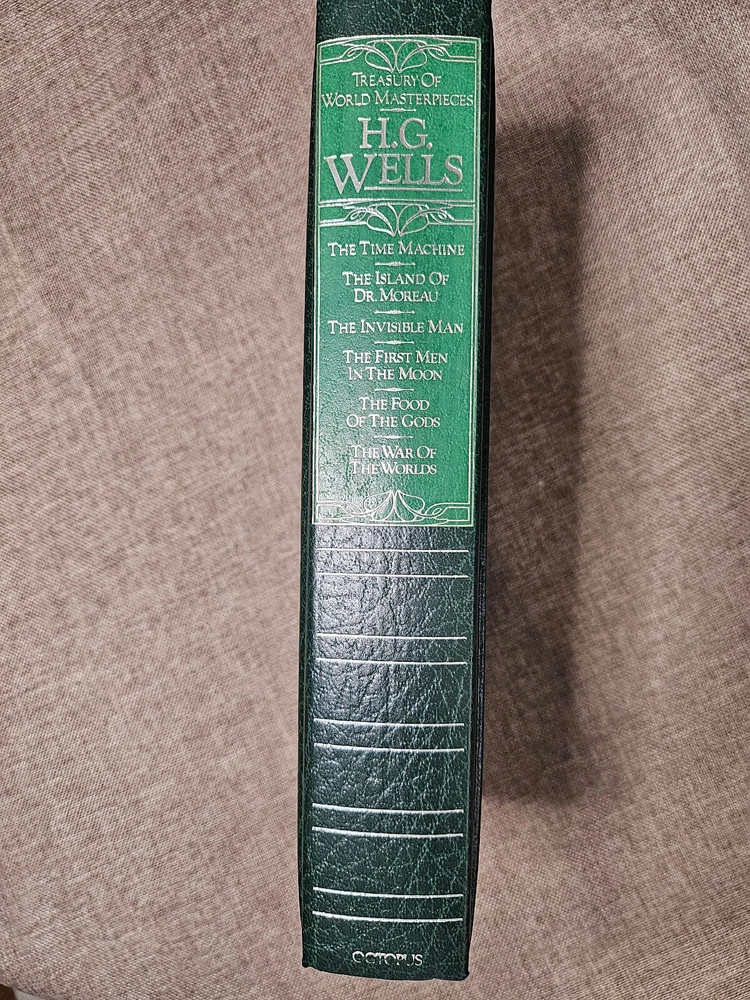 TREASURY OF
WORLD MASTERPIECES
H.G.
WELLS
THE TIME MACHINE
THE ISLAND OF
DR. MOREAU
THE INVISIBLE MAN
THE FIRST MEN
IN THE MOON
THE FOOD
OF THE GODS
THE WAR OF
THE WORLDS
OCTOPUS